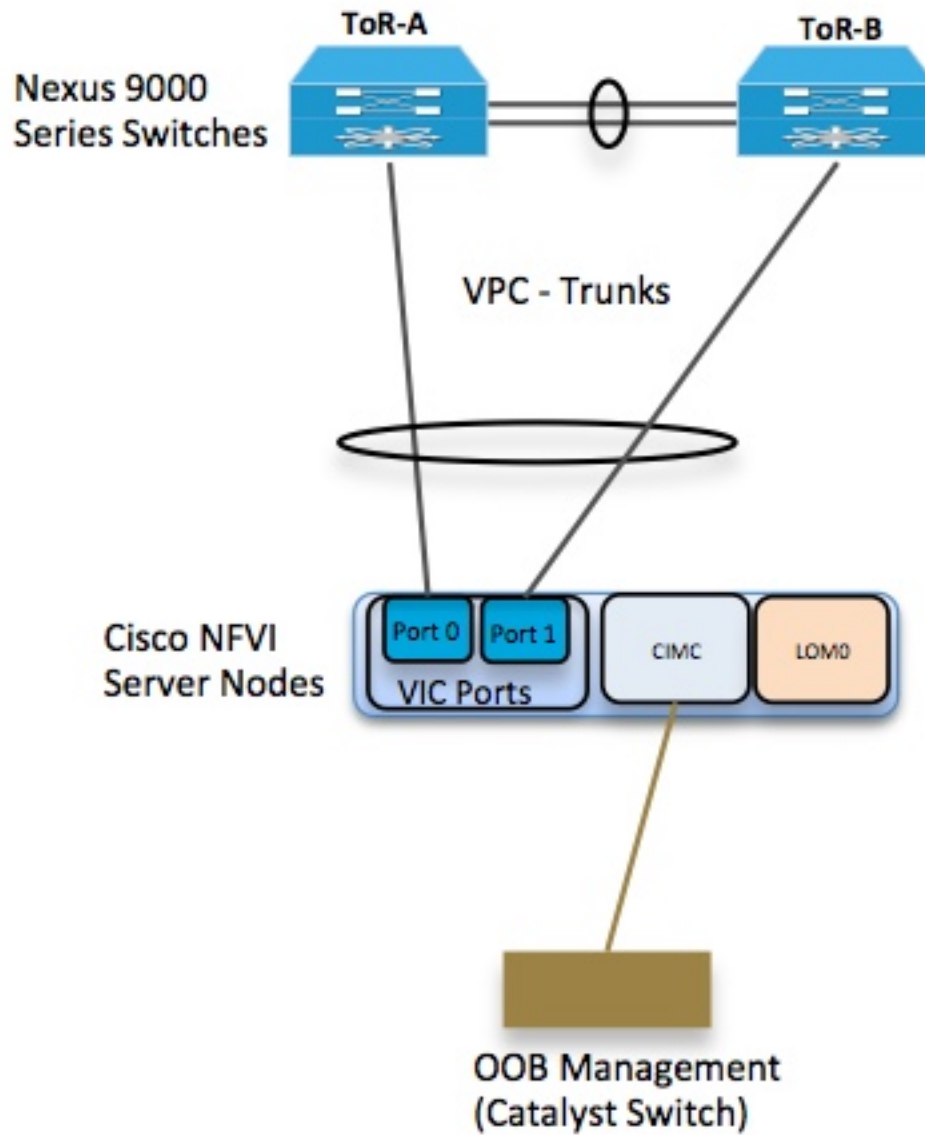 ToR-A
ToR-B
Nexus 9000
Series Switches
VPC - Trunks
Cisco NFVI
Server Nodes
Port 0
Port 1
VIC Ports
CIMC
LOM0
OOB Management
(Catalyst Switch)